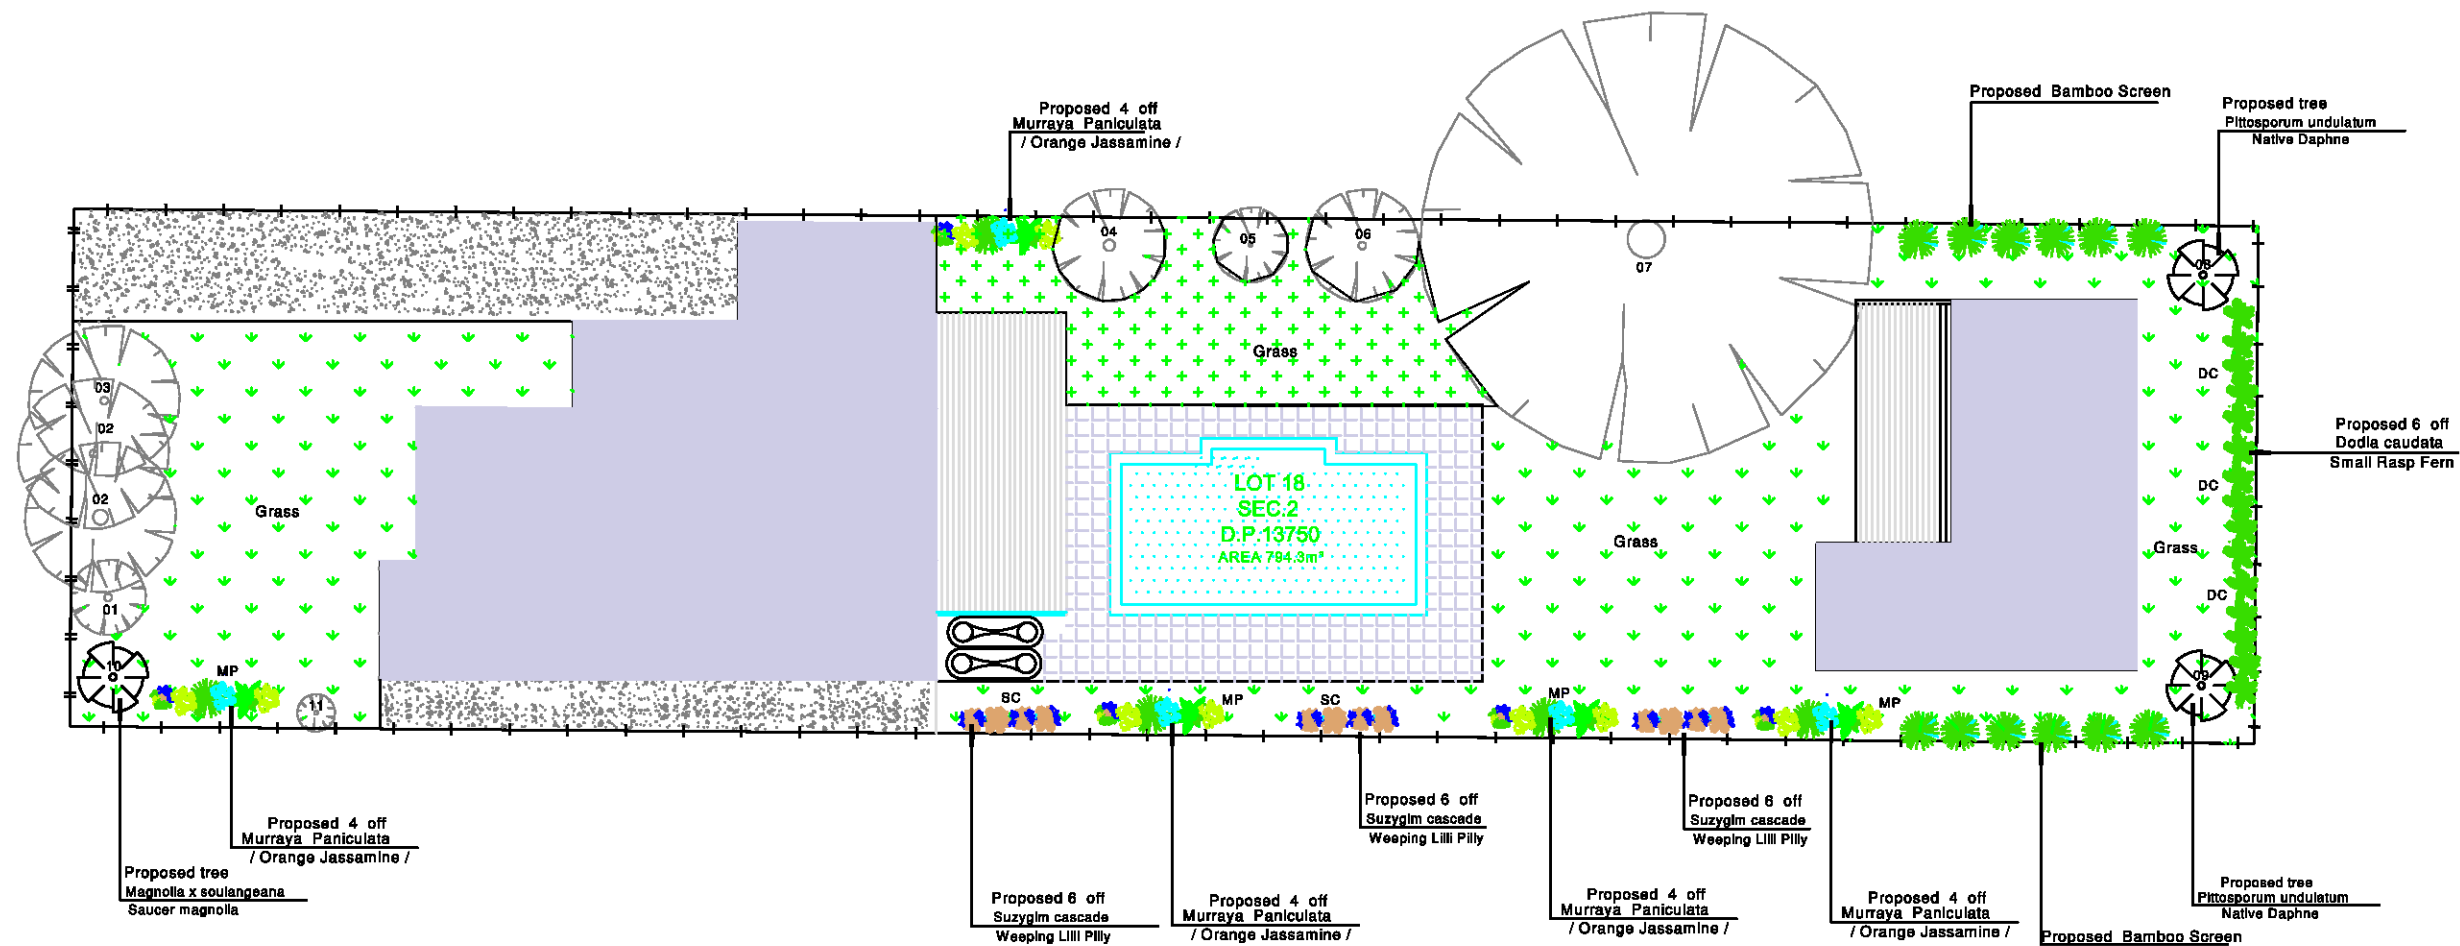 Proposed 4 off
Murraya Paniculata
/ Orange Jassamine /
Proposed Bamboo Screen
Proposed tree
Pittosporum undulatum
Native Daphne
04
05
06
07
08
03
02
02
01
10
11
09
Grass
Grass
Grass
Grass
LOT 18
SEC.2
D.P.13750
AREA 794.3m²
DC
DC
DC
Proposed 6 off
Dodia caudata
Small Rasp Fern
MP
SC
MP
SC
MP
MP
Proposed 4 off
Murraya Paniculata
/ Orange Jassamine /
Proposed tree
Magnolia x soulangeana
Saucer magnolia
Proposed 6 off
Suzygim cascade
Weeping Lilli Pilly
Proposed 4 off
Murraya Paniculata
/ Orange Jassamine /
Proposed 6 off
Suzygim cascade
Weeping Lilli Pilly
Proposed 4 off
Murraya Paniculata
/ Orange Jassamine /
Proposed 6 off
Suzygim cascade
Weeping Lilli Pilly
Proposed 4 off
Murraya Paniculata
/ Orange Jassamine /
Proposed Bamboo Screen
Proposed tree
Pittosporum undulatum
Native Daphne